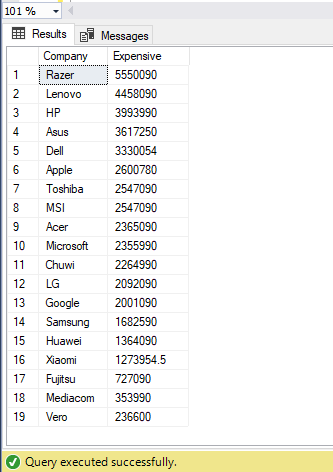 101 %
Results Messages
Company Expensive
1 Razer 5550090
2 Lenovo 4458090
3 HP 3993990
4 Asus 3617250
5 Dell 3330054
6 Apple 2600780
7 Toshiba 2547090
8 MSI 2547090
9 Acer 2365090
10 Microsoft 2355990
11 Chuwi 2264990
12 LG 2092090
13 Google 2001090
14 Samsung 1682590
15 Huawei 1364090
16 Xiaomi 1273954.5
17 Fujitsu 727090
18 Mediacom 353990
19 Vero 236600
Query executed successfully.